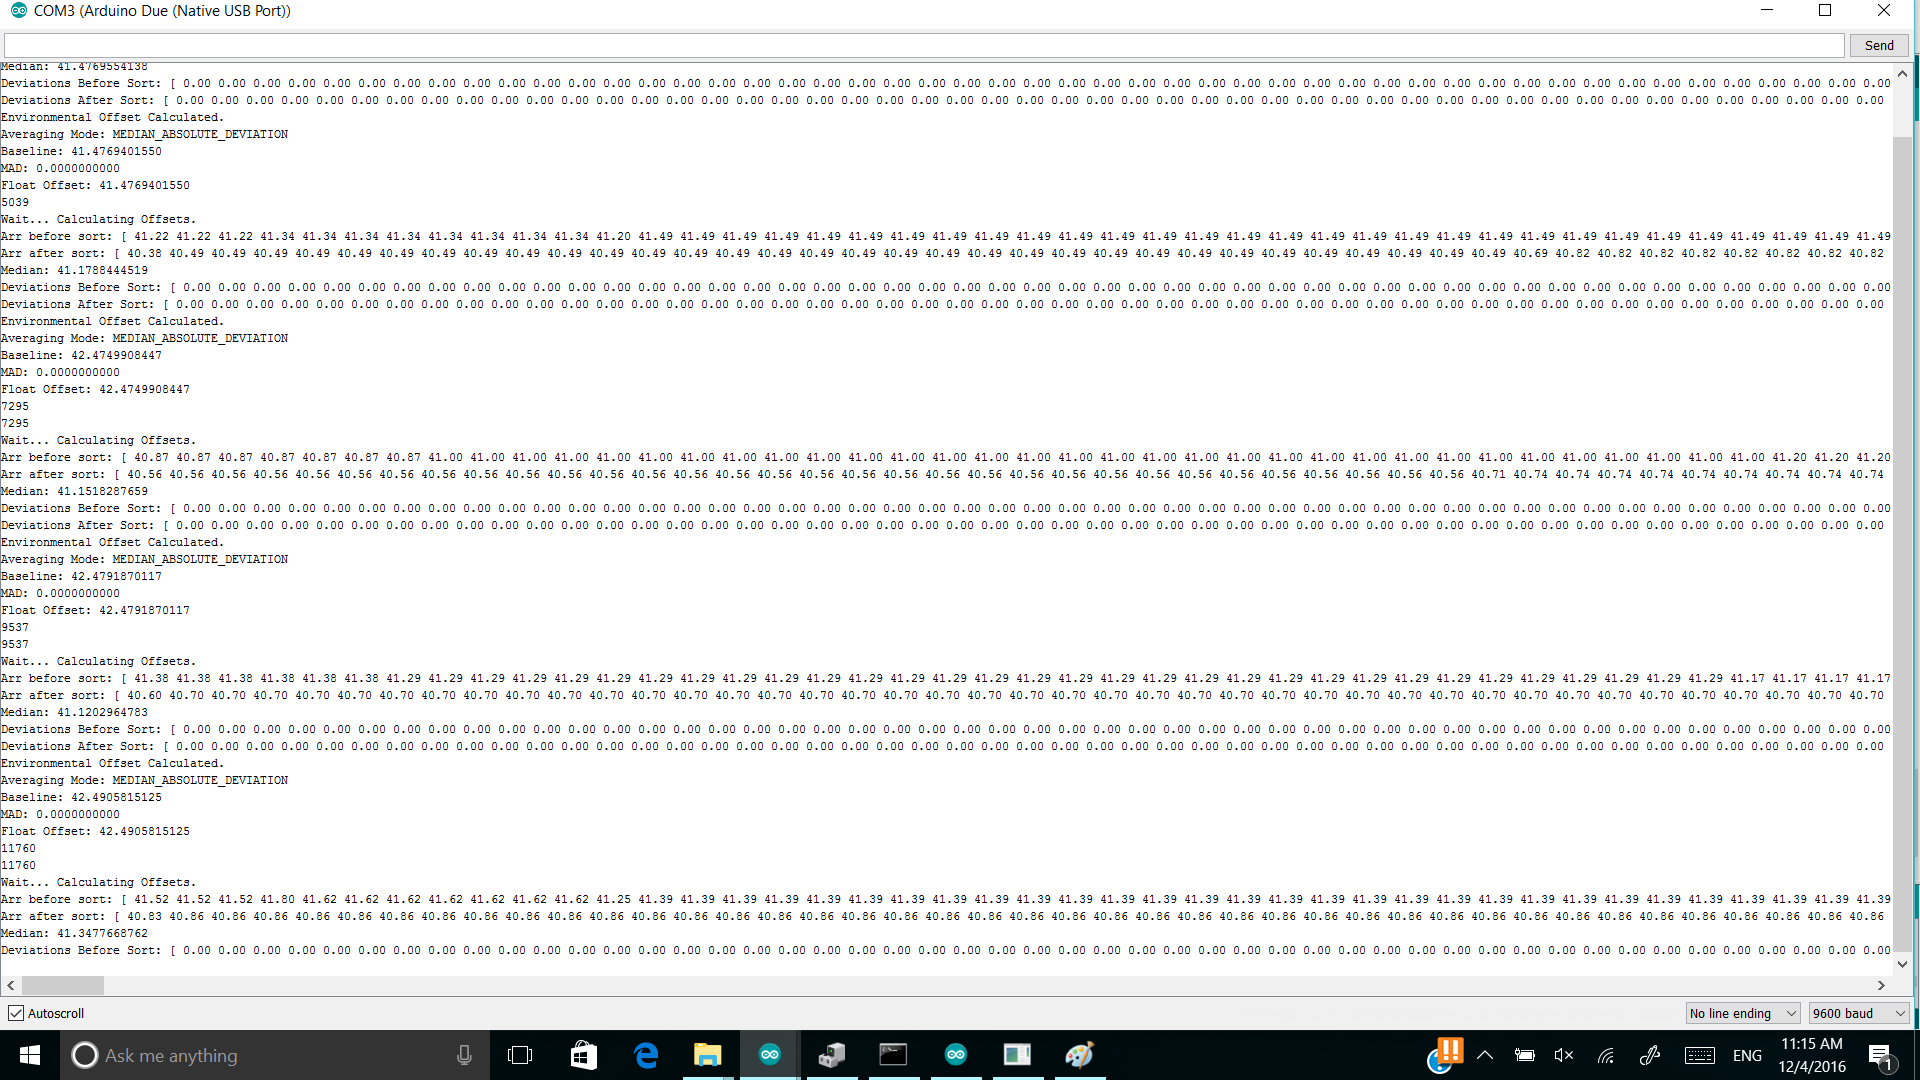 COM3 (Arduino Due (Native USB Port))
Send
Median: 41.4769554138
Deviations Before Sort: [ 0.00 0.00 0.00 0.00 0.00 0.00 0.00 0.00 0.00 0.00 0.00 0.00 0.00 0.00 0.00 0.00 0.00 0.00 0.00 0.00 0.00 0.00 0.00 0.00 0.00 0.00 0.00 0.00 0.00 0.00 0.00 0.00 0.00 0.00 0.00 0.00 0.00 0.00 0.00 0.00 0.00 0.00 0.00 0.00 0.00 0.00 0.00 0.00 0.00
Deviations After Sort: [ 0.00 0.00 0.00 0.00 0.00 0.00 0.00 0.00 0.00 0.00 0.00 0.00 0.00 0.00 0.00 0.00 0.00 0.00 0.00 0.00 0.00 0.00 0.00 0.00 0.00 0.00 0.00 0.00 0.00 0.00 0.00 0.00 0.00 0.00 0.00 0.00 0.00 0.00 0.00 0.00 0.00 0.00 0.00 0.00 0.00 0.00 0.00 0.00 0.00
Environmental Offset Calculated.
Averaging Mode: MEDIAN_ABSOLUTE_DEVIATION
Baseline: 41.4769401550
MAD: 0.0000000000
Float Offset: 41.4769401550
5039
Wait... Calculating Offsets.
Arr before sort: [ 41.22 41.22 41.22 41.34 41.34 41.34 41.34 41.34 41.34 41.34 41.34 41.20 41.49 41.49 41.49 41.49 41.49 41.49 41.49 41.49 41.49 41.49 41.49 41.49 41.49 41.49 41.49 41.49 41.49 41.49 41.49 41.49 41.49 41.49 41.49 41.49 41.49 41.49 41.49 41.49 41.49 41.49
Arr after sort: [ 40.38 40.49 40.49 40.49 40.49 40.49 40.49 40.49 40.49 40.49 40.49 40.49 40.49 40.49 40.49 40.49 40.49 40.49 40.49 40.49 40.49 40.49 40.49 40.49 40.49 40.49 40.49 40.49 40.49 40.49 40.49 40.49 40.49 40.69 40.82 40.82 40.82 40.82 40.82 40.82 40.82 40.82
Median: 41.1788444519
Deviations Before Sort: [ 0.00 0.00 0.00 0.00 0.00 0.00 0.00 0.00 0.00 0.00 0.00 0.00 0.00 0.00 0.00 0.00 0.00 0.00 0.00 0.00 0.00 0.00 0.00 0.00 0.00 0.00 0.00 0.00 0.00 0.00 0.00 0.00 0.00 0.00 0.00 0.00 0.00 0.00 0.00 0.00 0.00 0.00 0.00 0.00 0.00 0.00 0.00 0.00 0.00
Deviations After Sort: [ 0.00 0.00 0.00 0.00 0.00 0.00 0.00 0.00 0.00 0.00 0.00 0.00 0.00 0.00 0.00 0.00 0.00 0.00 0.00 0.00 0.00 0.00 0.00 0.00 0.00 0.00 0.00 0.00 0.00 0.00 0.00 0.00 0.00 0.00 0.00 0.00 0.00 0.00 0.00 0.00 0.00 0.00 0.00 0.00 0.00 0.00 0.00 0.00 0.00
Environmental Offset Calculated.
Averaging Mode: MEDIAN_ABSOLUTE_DEVIATION
Baseline: 42.4749908447
MAD: 0.0000000000
Float Offset: 42.4749908447
7295
7295
Wait... Calculating Offsets.
Arr before sort: [ 40.87 40.87 40.87 40.87 40.87 40.87 40.87 41.00 41.00 41.00 41.00 41.00 41.00 41.00 41.00 41.00 41.00 41.00 41.00 41.00 41.00 41.00 41.00 41.00 41.00 41.00 41.00 41.00 41.00 41.00 41.00 41.00 41.00 41.00 41.00 41.00 41.00 41.00 41.00 41.20 41.20 41.20
Arr after sort: [ 40.56 40.56 40.56 40.56 40.56 40.56 40.56 40.56 40.56 40.56 40.56 40.56 40.56 40.56 40.56 40.56 40.56 40.56 40.56 40.56 40.56 40.56 40.56 40.56 40.56 40.56 40.56 40.56 40.56 40.56 40.56 40.56 40.71 40.74 40.74 40.74 40.74 40.74 40.74 40.74 40.74 40.74
Median: 41.1518287659
Deviations Before Sort: [ 0.00 0.00 0.00 0.00 0.00 0.00 0.00 0.00 0.00 0.00 0.00 0.00 0.00 0.00 0.00 0.00 0.00 0.00 0.00 0.00 0.00 0.00 0.00 0.00 0.00 0.00 0.00 0.00 0.00 0.00 0.00 0.00 0.00 0.00 0.00 0.00 0.00 0.00 0.00 0.00 0.00 0.00 0.00 0.00 0.00 0.00 0.00 0.00 0.00
Deviations After Sort: [ 0.00 0.00 0.00 0.00 0.00 0.00 0.00 0.00 0.00 0.00 0.00 0.00 0.00 0.00 0.00 0.00 0.00 0.00 0.00 0.00 0.00 0.00 0.00 0.00 0.00 0.00 0.00 0.00 0.00 0.00 0.00 0.00 0.00 0.00 0.00 0.00 0.00 0.00 0.00 0.00 0.00 0.00 0.00 0.00 0.00 0.00 0.00 0.00 0.00
Environmental Offset Calculated.
Averaging Mode: MEDIAN_ABSOLUTE_DEVIATION
Baseline: 42.4791870117
MAD: 0.0000000000
Float Offset: 42.4791870117
9537
9537
Wait... Calculating Offsets.
Arr before sort: [ 41.38 41.38 41.38 41.38 41.38 41.38 41.29 41.29 41.29 41.29 41.29 41.29 41.29 41.29 41.29 41.29 41.29 41.29 41.29 41.29 41.29 41.29 41.29 41.29 41.29 41.29 41.29 41.29 41.29 41.29 41.29 41.29 41.29 41.29 41.29 41.29 41.29 41.29 41.17 41.17 41.17 41.17
Arr after sort: [ 40.60 40.70 40.70 40.70 40.70 40.70 40.70 40.70 40.70 40.70 40.70 40.70 40.70 40.70 40.70 40.70 40.70 40.70 40.70 40.70 40.70 40.70 40.70 40.70 40.70 40.70 40.70 40.70 40.70 40.70 40.70 40.70 40.70 40.70 40.70 40.70 40.70 40.70 40.70 40.70 40.70 40.70
Median: 41.1202964783
Deviations Before Sort: [ 0.00 0.00 0.00 0.00 0.00 0.00 0.00 0.00 0.00 0.00 0.00 0.00 0.00 0.00 0.00 0.00 0.00 0.00 0.00 0.00 0.00 0.00 0.00 0.00 0.00 0.00 0.00 0.00 0.00 0.00 0.00 0.00 0.00 0.00 0.00 0.00 0.00 0.00 0.00 0.00 0.00 0.00 0.00 0.00 0.00 0.00 0.00 0.00 0.00
Deviations After Sort: [ 0.00 0.00 0.00 0.00 0.00 0.00 0.00 0.00 0.00 0.00 0.00 0.00 0.00 0.00 0.00 0.00 0.00 0.00 0.00 0.00 0.00 0.00 0.00 0.00 0.00 0.00 0.00 0.00 0.00 0.00 0.00 0.00 0.00 0.00 0.00 0.00 0.00 0.00 0.00 0.00 0.00 0.00 0.00 0.00 0.00 0.00 0.00 0.00 0.00
Environmental Offset Calculated.
Averaging Mode: MEDIAN_ABSOLUTE_DEVIATION
Baseline: 42.4905815125
MAD: 0.0000000000
Float Offset: 42.4905815125
11760
11760
Wait... Calculating Offsets.
Arr before sort: [ 41.52 41.52 41.52 41.80 41.62 41.62 41.62 41.62 41.62 41.62 41.62 41.25 41.39 41.39 41.39 41.39 41.39 41.39 41.39 41.39 41.39 41.39 41.39 41.39 41.39 41.39 41.39 41.39 41.39 41.39 41.39 41.39 41.39 41.39 41.39 41.39 41.39 41.39 41.39 41.39 41.39 41.39
Arr after sort: [ 40.83 40.86 40.86 40.86 40.86 40.86 40.86 40.86 40.86 40.86 40.86 40.86 40.86 40.86 40.86 40.86 40.86 40.86 40.86 40.86 40.86 40.86 40.86 40.86 40.86 40.86 40.86 40.86 40.86 40.86 40.86 40.86 40.86 40.86 40.86 40.86 40.86 40.86 40.86 40.86 40.86 40.86
Median: 41.3477668762
Deviations Before Sort: [ 0.00 0.00 0.00 0.00 0.00 0.00 0.00 0.00 0.00 0.00 0.00 0.00 0.00 0.00 0.00 0.00 0.00 0.00 0.00 0.00 0.00 0.00 0.00 0.00 0.00 0.00 0.00 0.00 0.00 0.00 0.00 0.00 0.00 0.00 0.00 0.00 0.00 0.00 0.00 0.00 0.00 0.00 0.00 0.00 0.00 0.00 0.00 0.00 0.00
Autoscroll
No line ending
9600 baud
Ask me anything
ENG
11:15 AM
12/4/2016
1